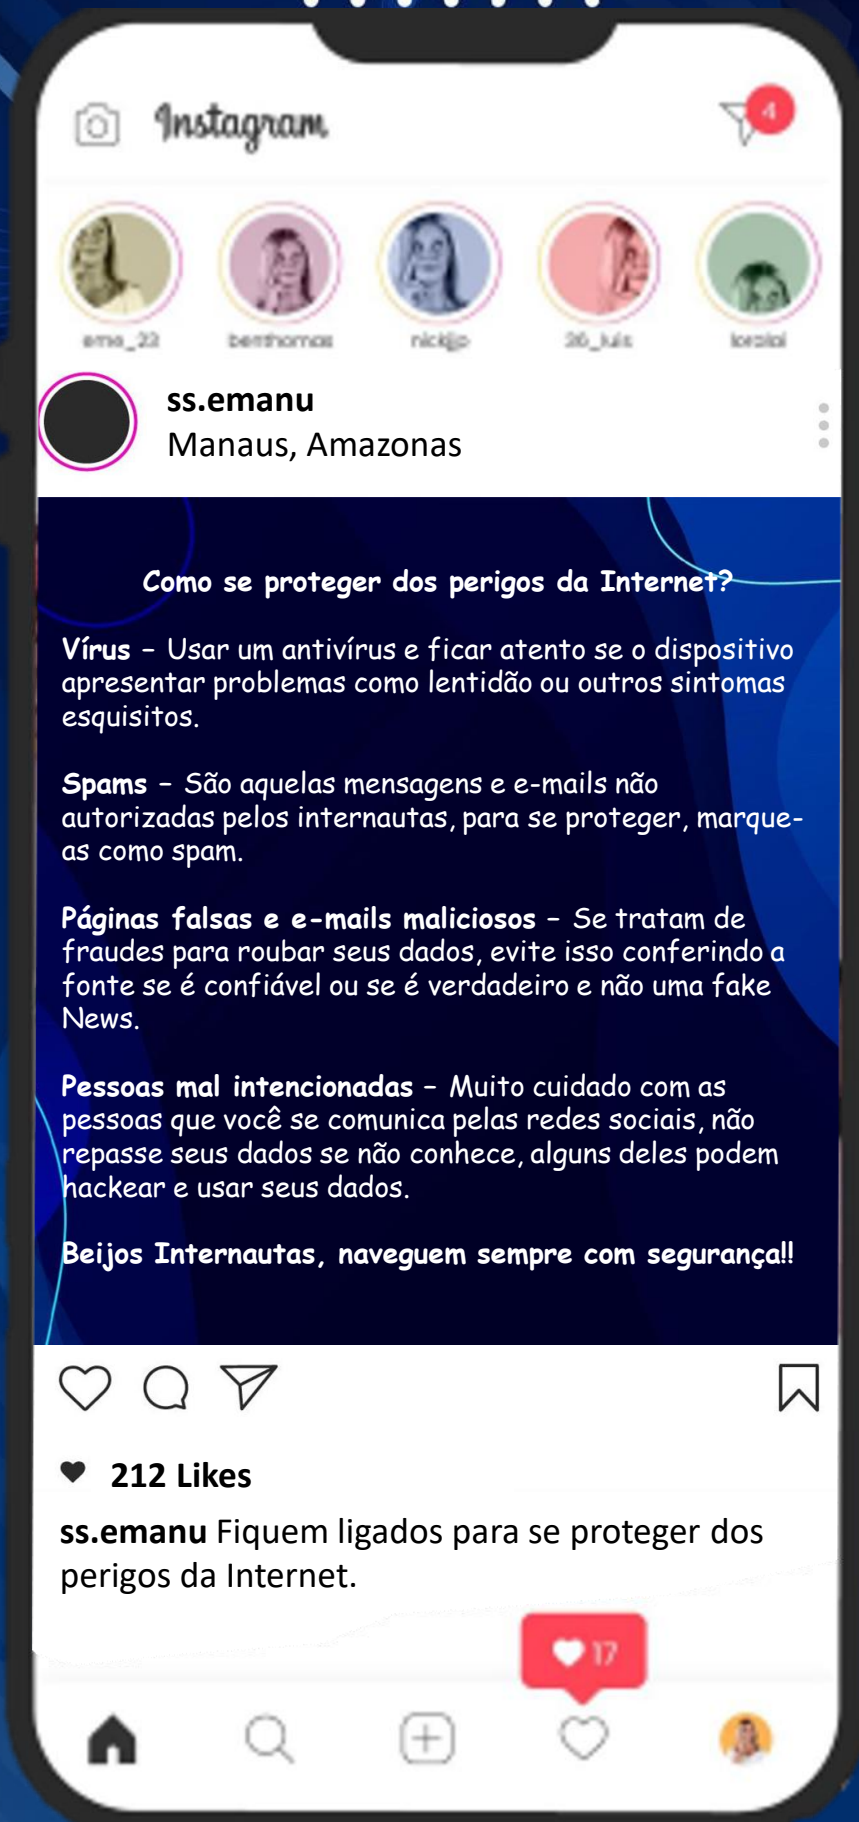 Instagram
4
eme_23
benthomas
nickjjp
36_luis
loralai
ss.emanu
Manaus, Amazonas
Como se proteger dos perigos da Internet?
Vírus – Usar um antivírus e ficar atento se o dispositivo
apresentar problemas como lentidão ou outros sintomas
esquisitos.
Spams – São aquelas mensagens e e-mails não
autorizadas pelos internautas, para se proteger, marque-
as como spam.
Páginas falsas e e-mails maliciosos – Se tratam de
fraudes para roubar seus dados, evite isso conferindo a
fonte se é confiável ou se é verdadeiro e não uma fake
News.
Pessoas mal intencionadas – Muito cuidado com as
pessoas que você se comunica pelas redes sociais, não
repasse seus dados se não conhece, alguns deles podem
hackear e usar seus dados.
Beijos Internautas, naveguem sempre com segurança!!
212 Likes
ss.emanu Fiquem ligados para se proteger dos
perigos da Internet.
17